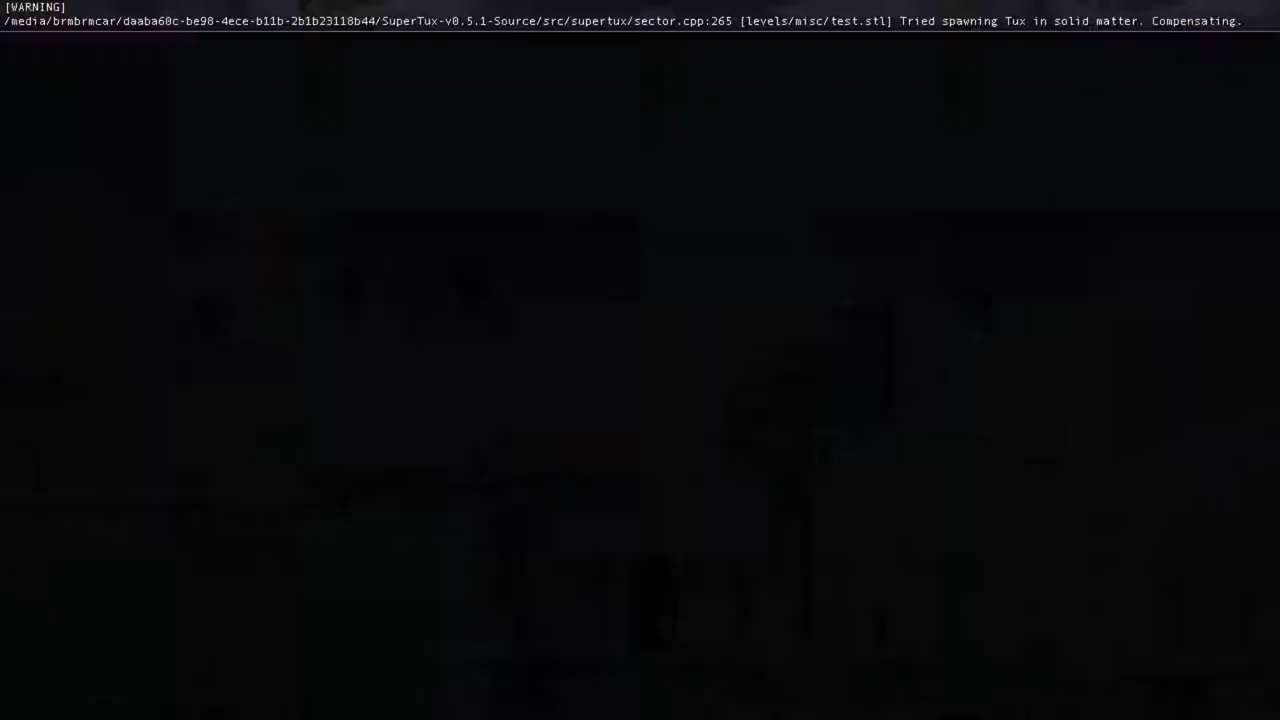 [WARNING]
/media/brmbrmcar/daaba60c-be98-4ece-b11b-2b1b23118b44/SuperTux-v0.5.1-Source/src/supertux/sector.cpp:265 [levels/misc/test.stl] Tried spawning Tux in solid matter. Compensating.